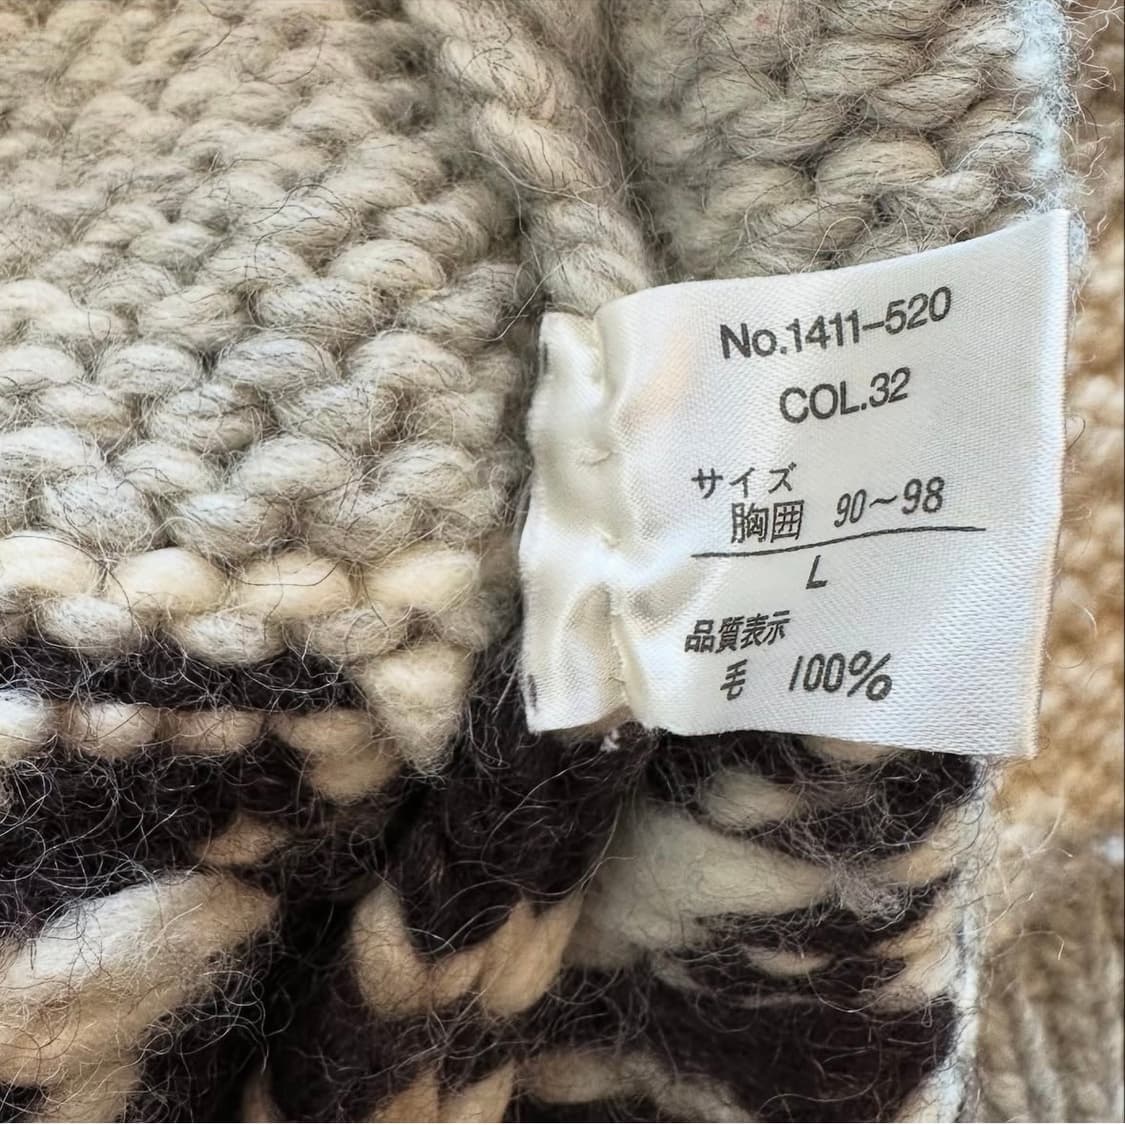 No.1411-520
COL.32
サイズ
胸囲 90~98
L
品質表示
毛 100%